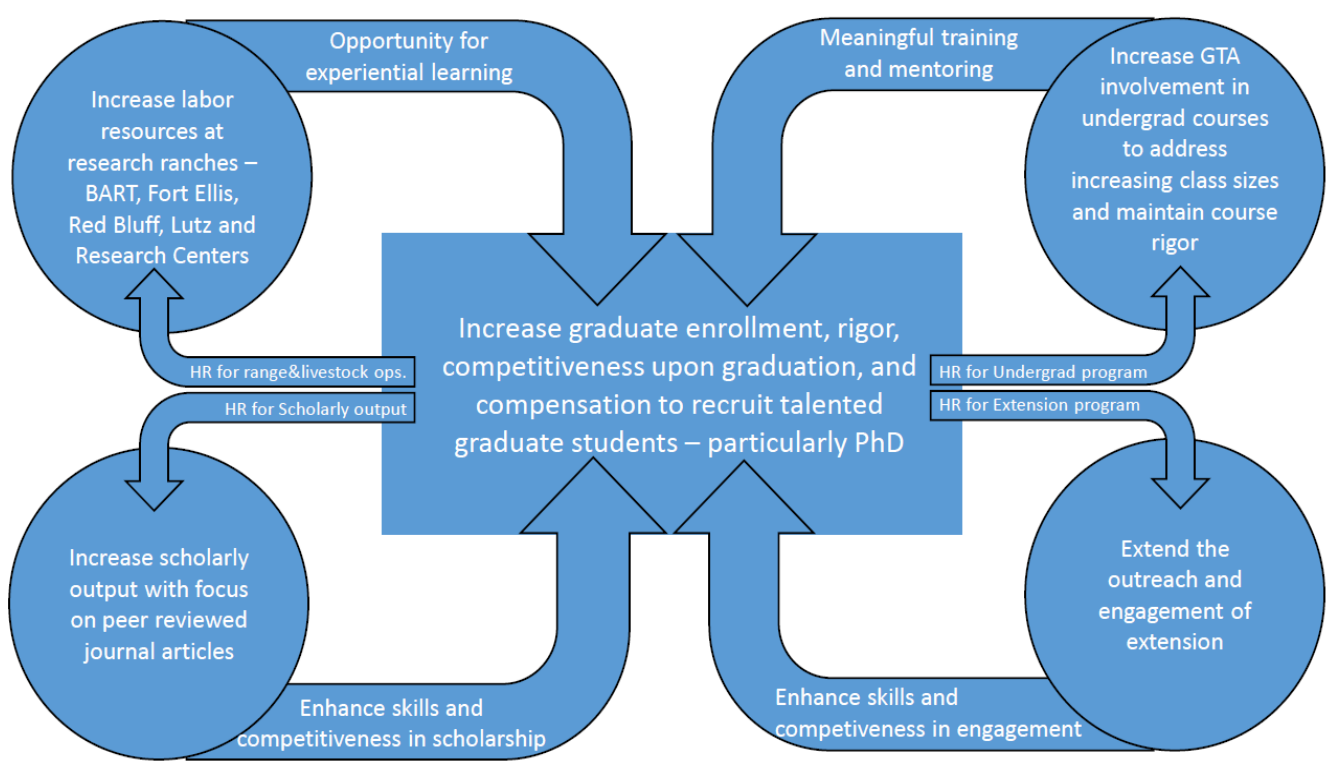 Opportunity for
experiential learning
Meaningful training
and mentoring
Increase labor
resources at
research ranches –
BART, Fort Ellis,
Red Bluff, Lutz and
Research Centers
Increase GTA
involvement in
undergrad courses
to address
increasing class sizes
and maintain course
rigor
Increase graduate enrollment, rigor,
competitiveness upon graduation, and
compensation to recruit talented
graduate students – particularly PhD
HR for range&livestock ops.
HR for Scholarly output
HR for Undergrad program
HR for Extension program
Increase scholarly
output with focus
on peer reviewed
journal articles
Extend the
outreach and
engagement of
extension
Enhance skills and
competitiveness in scholarship
Enhance skills and
competiveness in engagement